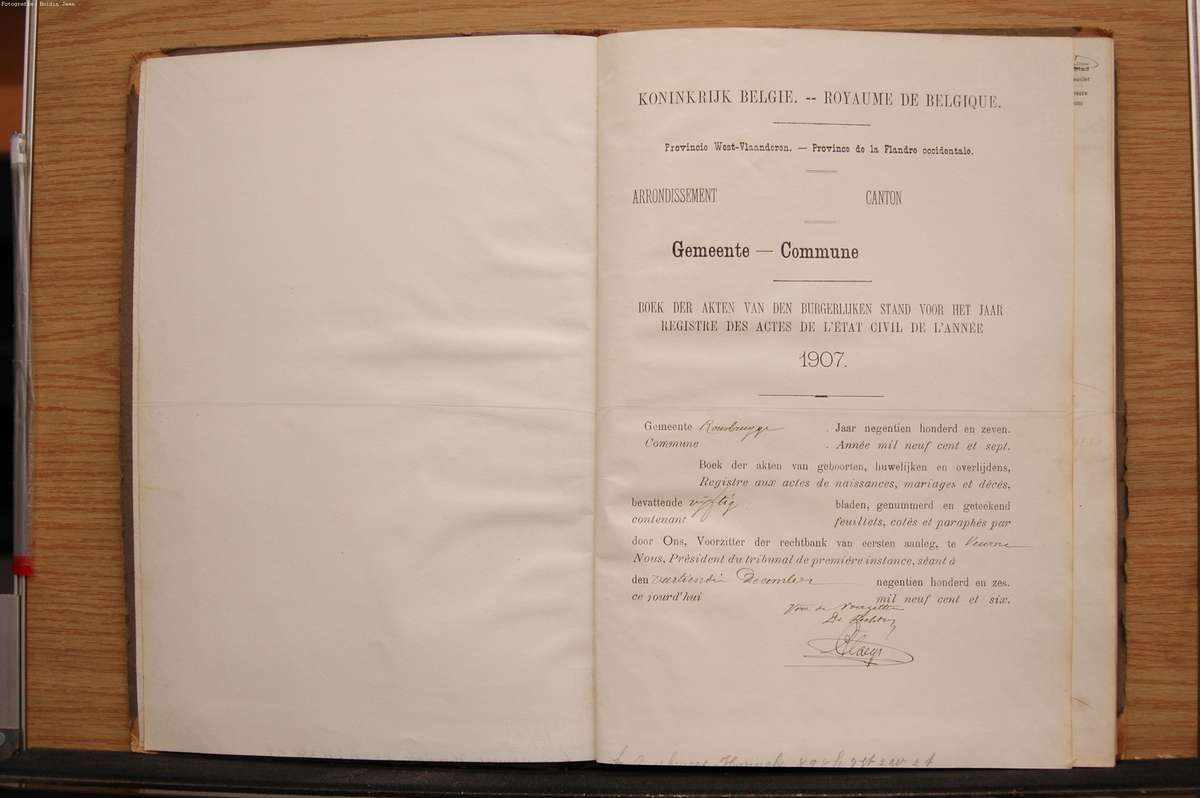 Fotografie: Boidin Jean
KONINKRIJK BELGIE. -- ROYAUME DE BELGIQUE.
Provincie West-Vlaanderen. — Province de la Flandre occidentale.
ARRONDISSEMENT CANTON
Gemeente — Commune
BOEK DER AKTEN VAN DEN BURGERLIJKEN STAND VOOR HET JAAR
REGISTRE DES ACTES DE L'ÉTAT CIVIL DE L'ANNÉE
1907.
Gemeente Rousbrugge . Jaar negentien honderd en zeven.
Commune . Année mil neuf cent et sept.
Boek der akten van geboorten, huwelijken en overlijdens,
Registre aux actes de naissances, mariages et décès,
bevattende vijftig bladen, genummerd en geteekend
contenant feuillets, cotés et paraphés par
door Ons, Voorzitter der rechtbank van eersten aanleg, te Veurne
Nous, Président du tribunal de première instance, séant à
den December negentien honderd en zes.
ce jourd'hui mil neuf cent et six.
Voor de Voorzitter
De Rechter